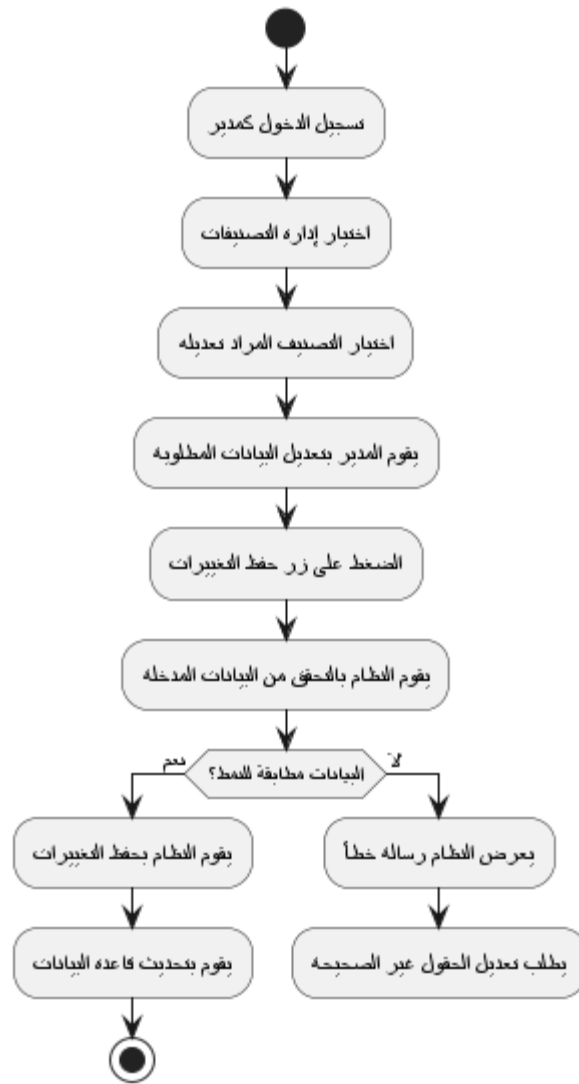 تسجيل الدخول كمدير
اختيار إدارة التصنيفات
اختيار التصنيف المراد تعديله
يقوم المدير بتعديل البيانات المطلوبة
الضغط على زر حفظ التغييرات
يقوم النظام بالتحقق من البيانات المدخلة
البيانات مطابقة للنمط؟
نعم
لا
يقوم النظام بحفظ التغييرات
يعرض النظام رسالة خطأ
يقوم بتحديث قاعدة البيانات
يطلب تعديل الحقول غير الصحيحة